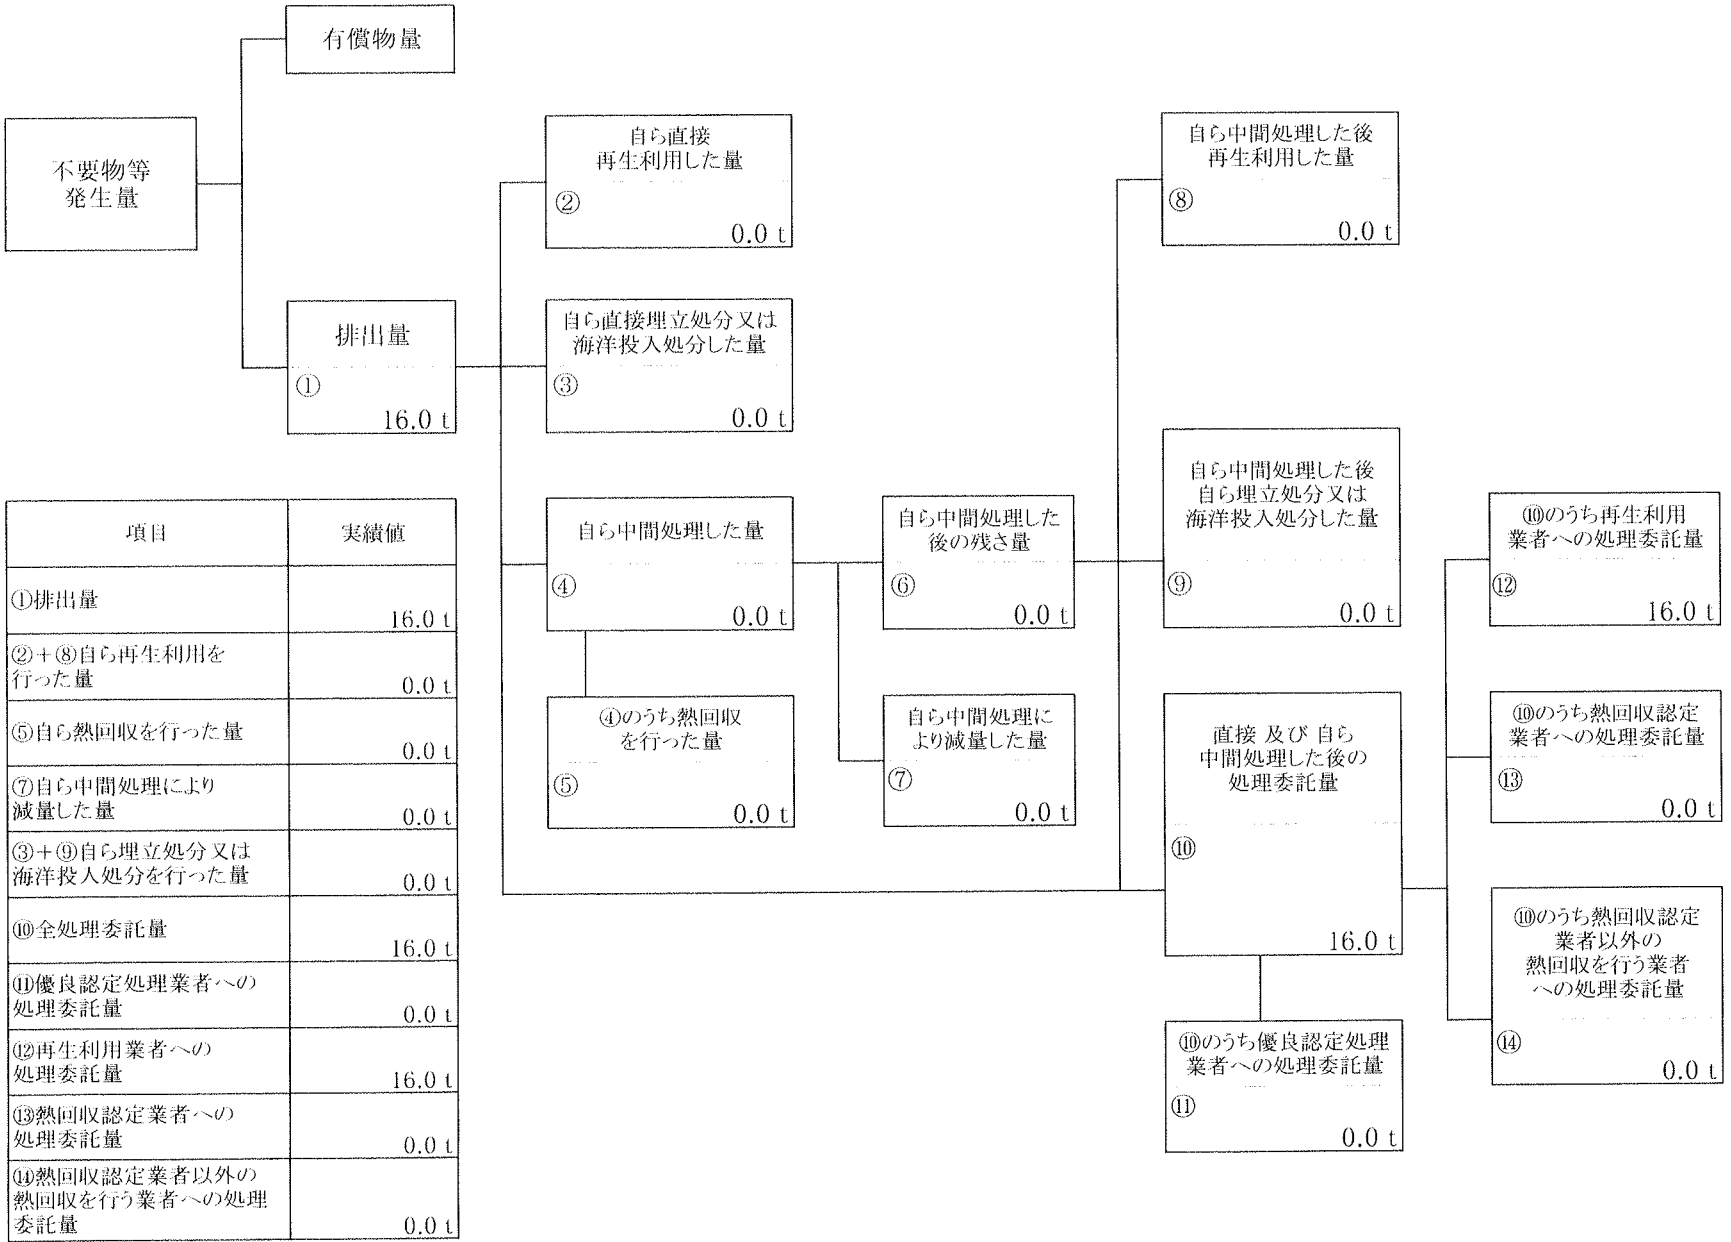 有償物量
不要物等
発生量
排出量
①
16.0 t
自ら直接
再生利用した量
②
0.0 t
自ら直接埋立処分又は
海洋投入処分した量
③
0.0 t
自ら中間処理した量
④
0.0 t
④のうち熱回収
を行った量
⑤
0.0 t
自ら中間処理した
後の残さ量
⑥
0.0 t
自ら中間処理に
より減量した量
⑦
0.0 t
自ら中間処理した後
再生利用した量
⑧
0.0 t
自ら中間処理した後
自ら埋立処分又は
海洋投入処分した量
⑨
0.0 t
直接 及び 自ら
中間処理した後の
処理委託量
⑩
16.0 t
⑩のうち優良認定処理
業者への処理委託量
⑪
0.0 t
⑩のうち再生利用
業者への処理委託量
⑫
16.0 t
⑩のうち熱回収認定
業者への処理委託量
⑬
0.0 t
⑩のうち熱回収認定
業者以外の
熱回収を行う業者
への処理委託量
⑭
0.0 t
項目 実績値
①排出量
16.0 t
②+⑧自ら再生利用を
行った量
0.0 t
⑤自ら熱回収を行った量
0.0 t
⑦自ら中間処理により
減量した量
0.0 t
③+⑨自ら埋立処分又は
海洋投入処分を行った量
0.0 t
⑩全処理委託量
16.0 t
⑪優良認定処理業者への
処理委託量
0.0 t
⑫再生利用業者への
処理委託量
16.0 t
⑬熱回収認定業者への
処理委託量
0.0 t
⑭熱回収認定業者以外の
熱回収を行う業者への処理
委託量
0.0 t